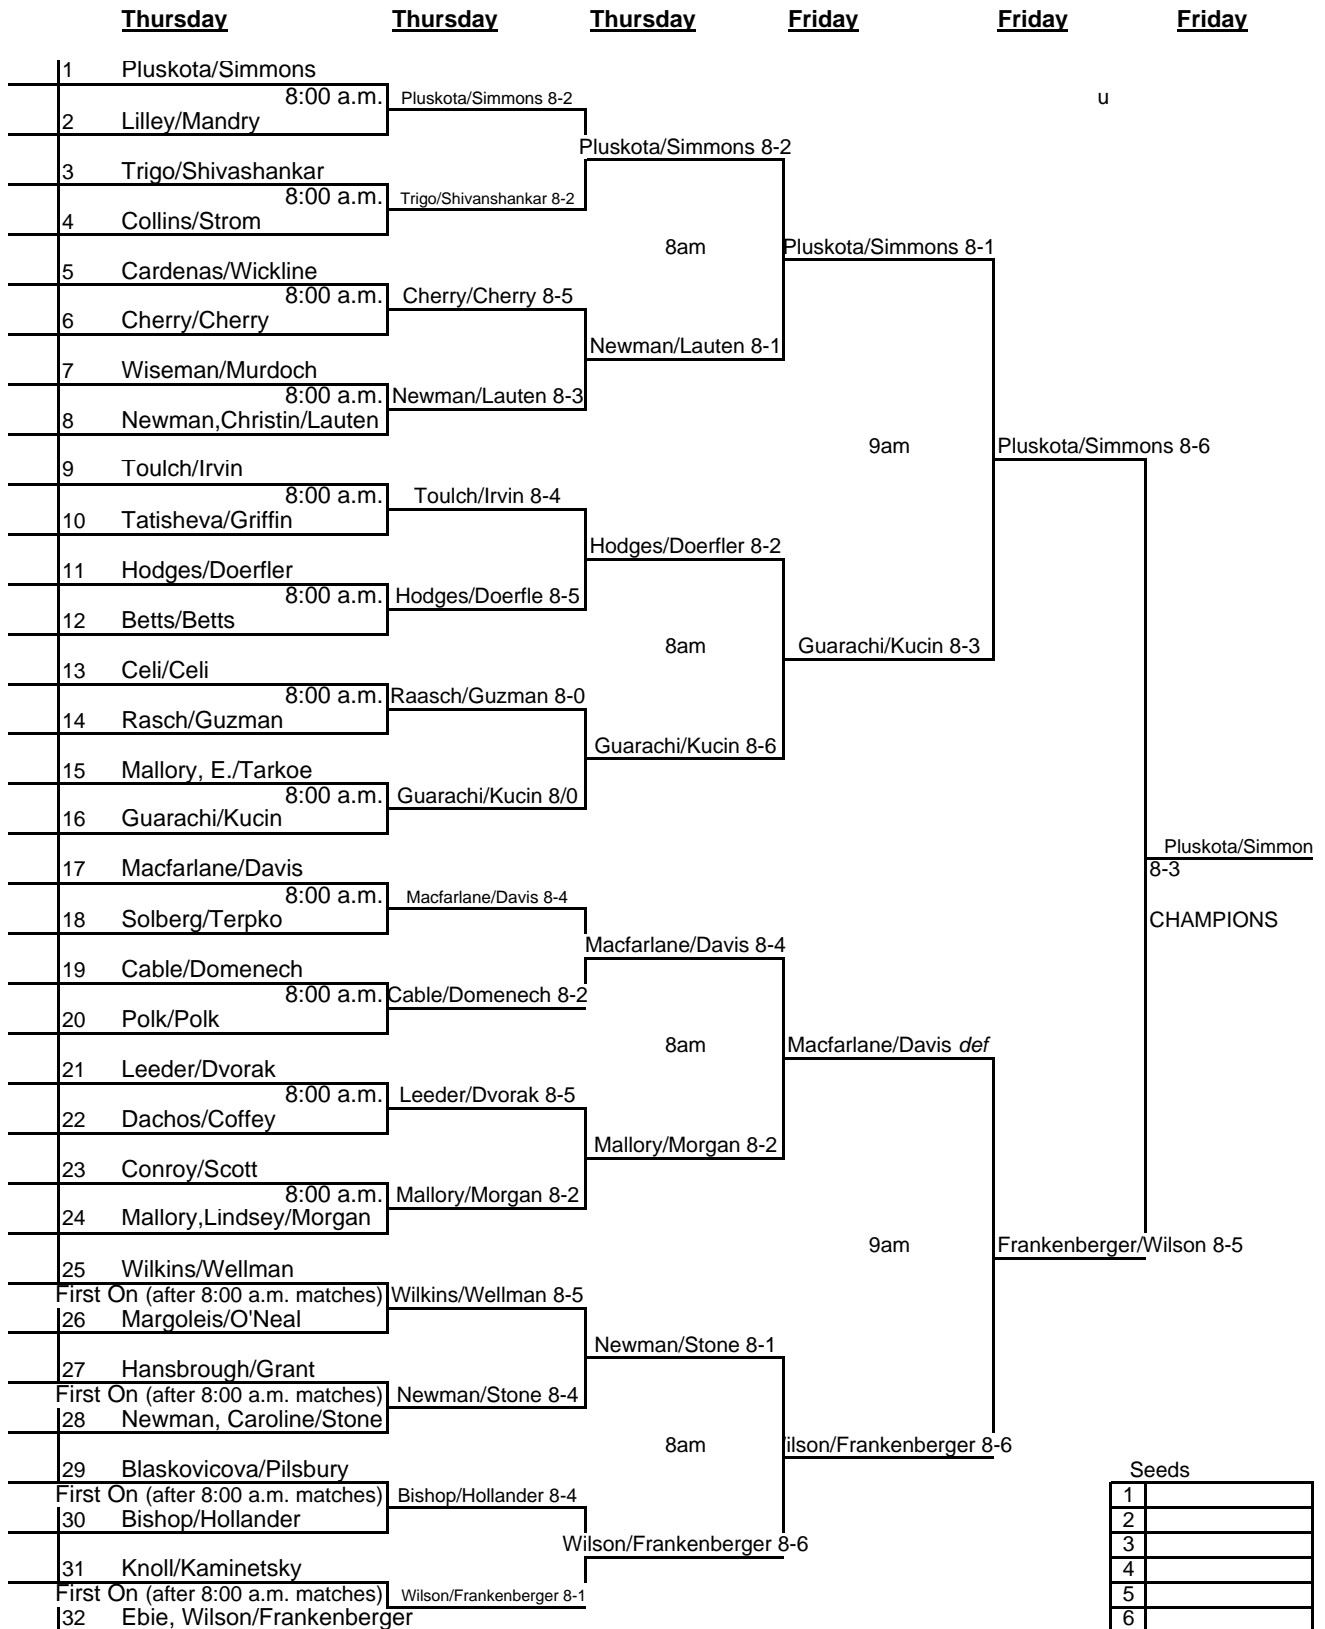 Thursday Thursday Thursday Friday Friday Friday
1 Pluskota/Simmons
8:00 a.m. Pluskota/Simmons 8-2 u
2 Lilley/Mandry
Pluskota/Simmons 8-2
3 Trigo/Shivashankar
8:00 a.m. Trigo/Shivanshankar 8-2
4 Collins/Strom
8am Pluskota/Simmons 8-1
5 Cardenas/Wickline
8:00 a.m. Cherry/Cherry 8-5
6 Cherry/Cherry
Newman/Lauten 8-1
7 Wiseman/Murdoch
8:00 a.m. Newman/Lauten 8-3
8 Newman,Christin/Lauten
9am Pluskota/Simmons 8-6
9 Toulch/Irvin
8:00 a.m. Toulch/Irvin 8-4
10 Tatisheva/Griffin
Hodges/Doerfler 8-2
11 Hodges/Doerfler
8:00 a.m. Hodges/Doerfle 8-5
12 Betts/Betts
8am Guarachi/Kucin 8-3
13 Celi/Celi
8:00 a.m. Raasch/Guzman 8-0
14 Rasch/Guzman
Guarachi/Kucin 8-6
15 Mallory, E./Tarkoe
8:00 a.m. Guarachi/Kucin 8/0
16 Guarachi/Kucin
Pluskota/Simmon
17 Macfarlane/Davis 8-3
8:00 a.m. Macfarlane/Davis 8-4
18 Solberg/Terpko CHAMPIONS
Macfarlane/Davis 8-4
19 Cable/Domenech
8:00 a.m. Cable/Domenech 8-2
20 Polk/Polk
8am Macfarlane/Davis def
21 Leeder/Dvorak
8:00 a.m. Leeder/Dvorak 8-5
22 Dachos/Coffey
Mallory/Morgan 8-2
23 Conroy/Scott
8:00 a.m. Mallory/Morgan 8-2
24 Mallory,Lindsey/Morgan
9am Frankenberger/Wilson 8-5
25 Wilkins/Wellman
First On (after 8:00 a.m. matches) Wilkins/Wellman 8-5
26 Margoleis/O'Neal
Newman/Stone 8-1
27 Hansbrough/Grant
First On (after 8:00 a.m. matches) Newman/Stone 8-4
28 Newman, Caroline/Stone
8am ilson/Frankenberger 8-6
29 Blaskovicova/Pilsbury Seeds
First On (after 8:00 a.m. matches) Bishop/Hollander 8-4 1
30 Bishop/Hollander 2
Wilson/Frankenberger 8-6 3
31 Knoll/Kaminetsky 4
First On (after 8:00 a.m. matches) Wilson/Frankenberger 8-1 5
32 Ebie, Wilson/Frankenberger 6